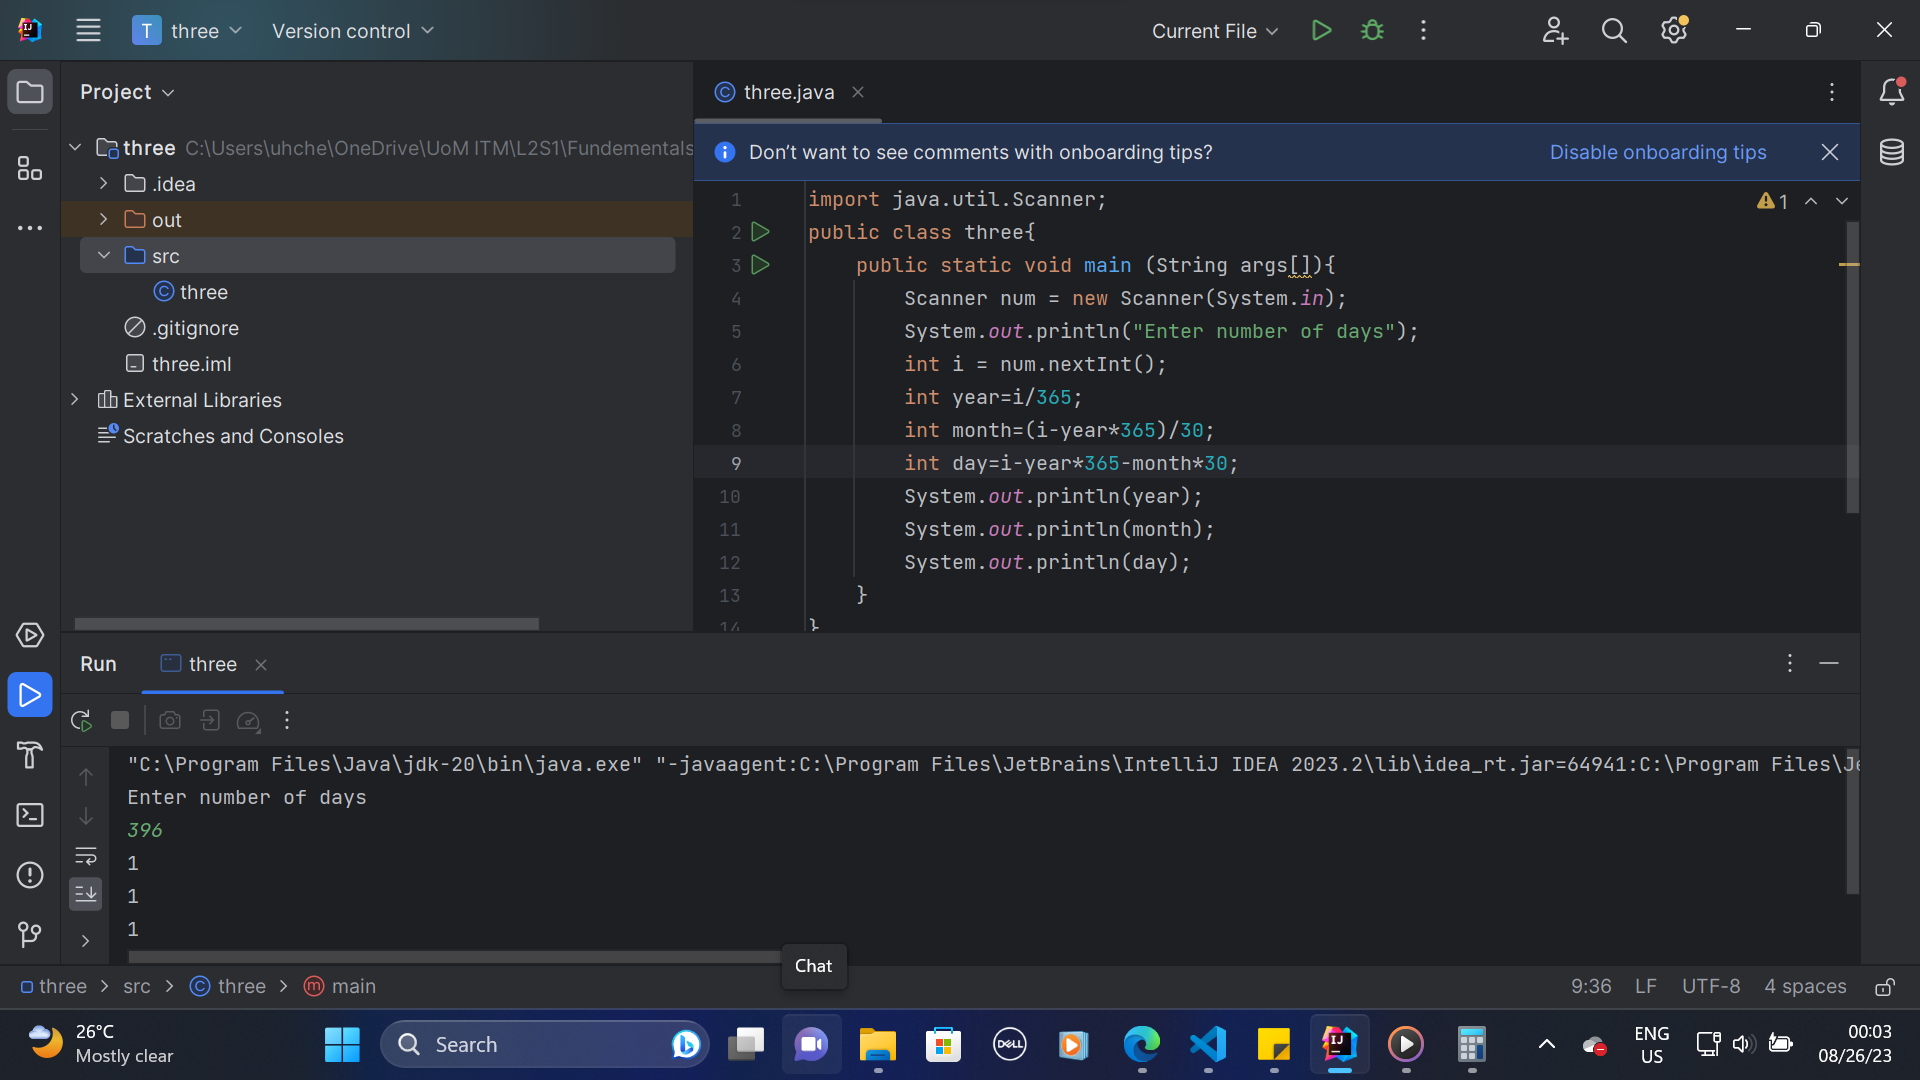 T three Version control Current File
Project
three C:\Users\uhche\OneDrive\UoM ITM\L2S1\Fundementals
.idea
out
src
three
.gitignore
three.iml
External Libraries
Scratches and Consoles
three.java
Don’t want to see comments with onboarding tips? Disable onboarding tips
1 import java.util.Scanner;
2 public class three{
3 public static void main (String args[]){
4 Scanner num = new Scanner(System.in);
5 System.out.println("Enter number of days");
6 int i = num.nextInt();
7 int year=i/365;
8 int month=(i-year*365)/30;
9 int day=i-year*365-month*30;
10 System.out.println(year);
11 System.out.println(month);
12 System.out.println(day);
13 }
14 }
1
Run three
"C:\Program Files\Java\jdk-20\bin\java.exe" "-javaagent:C:\Program Files\JetBrains\IntelliJ IDEA 2023.2\lib\idea_rt.jar=64941:C:\Program Files\Je
Enter number of days
396
1
1
1
Chat
three > src > three > main 9:36 LF UTF-8 4 spaces
26°C
Mostly clear
Search
DELL
ENG
US
00:03
08/26/23